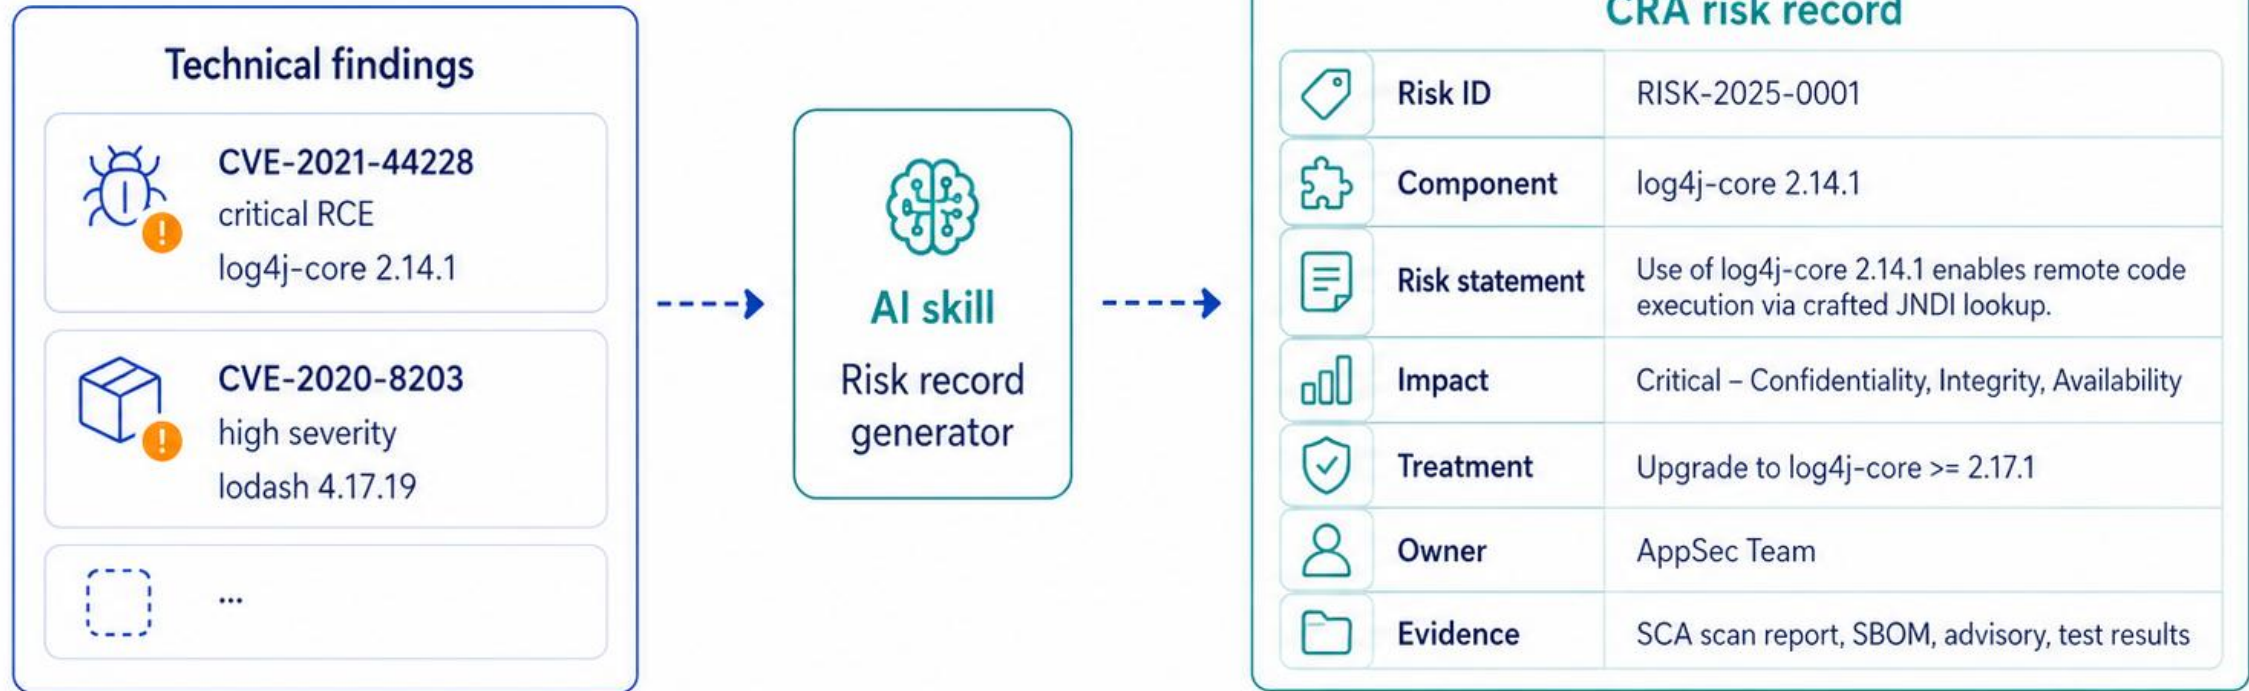 Technical findings
CVE-2021-44228
critical RCE
log4j-core 2.14.1
CVE-2020-8203
high severity
lodash 4.17.19
...
AI skill
Risk record
generator
CRA risk record
Risk ID
RISK-2025-0001
Component
log4j-core 2.14.1
Risk statement
Use of log4j-core 2.14.1 enables remote code
execution via crafted JNDI lookup.
Impact
Critical – Confidentiality, Integrity, Availability
Treatment
Upgrade to log4j-core >= 2.17.1
Owner
AppSec Team
Evidence
SCA scan report, SBOM, advisory, test results